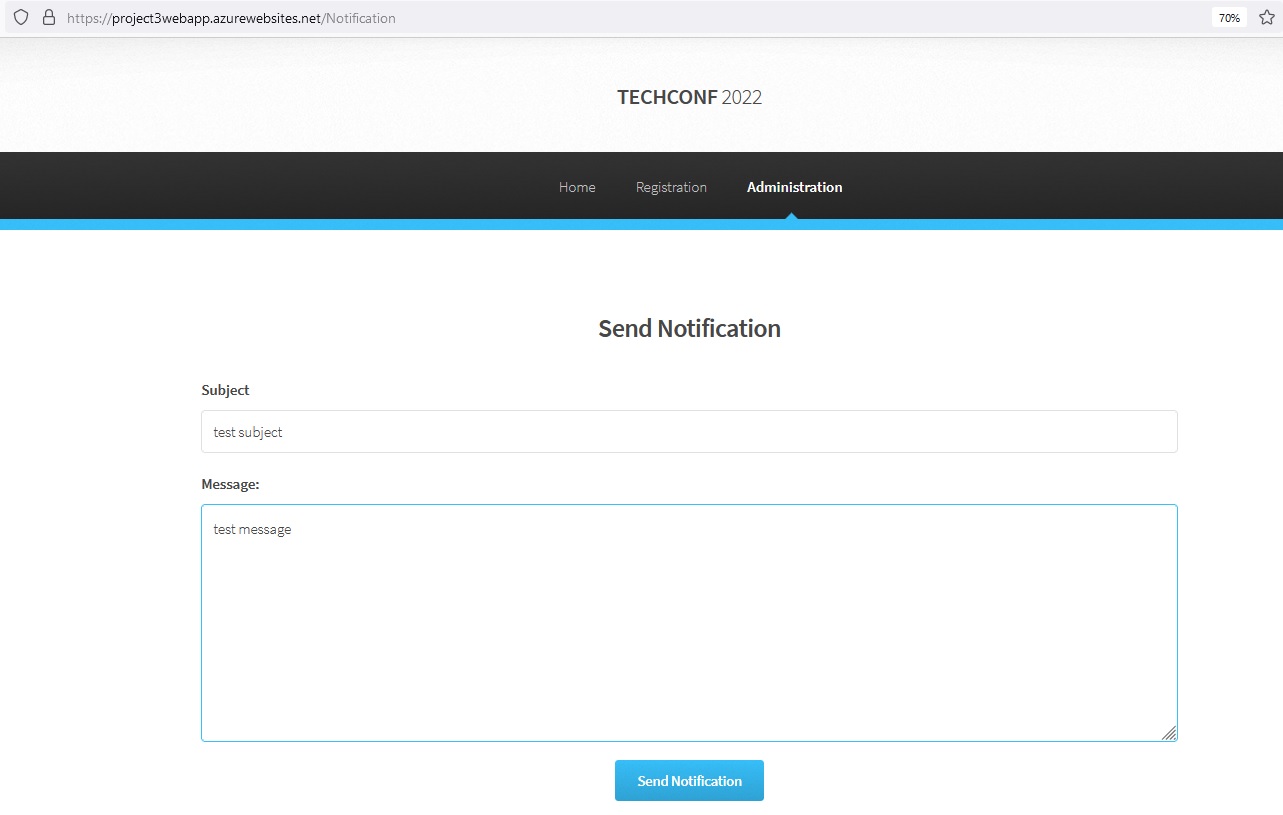 https://project3webapp.azurewebsites.net/Notification 70%
TECHCONF 2022
Home Registration Administration
Send Notification
Subject
test subject
Message:
test message
Send Notification